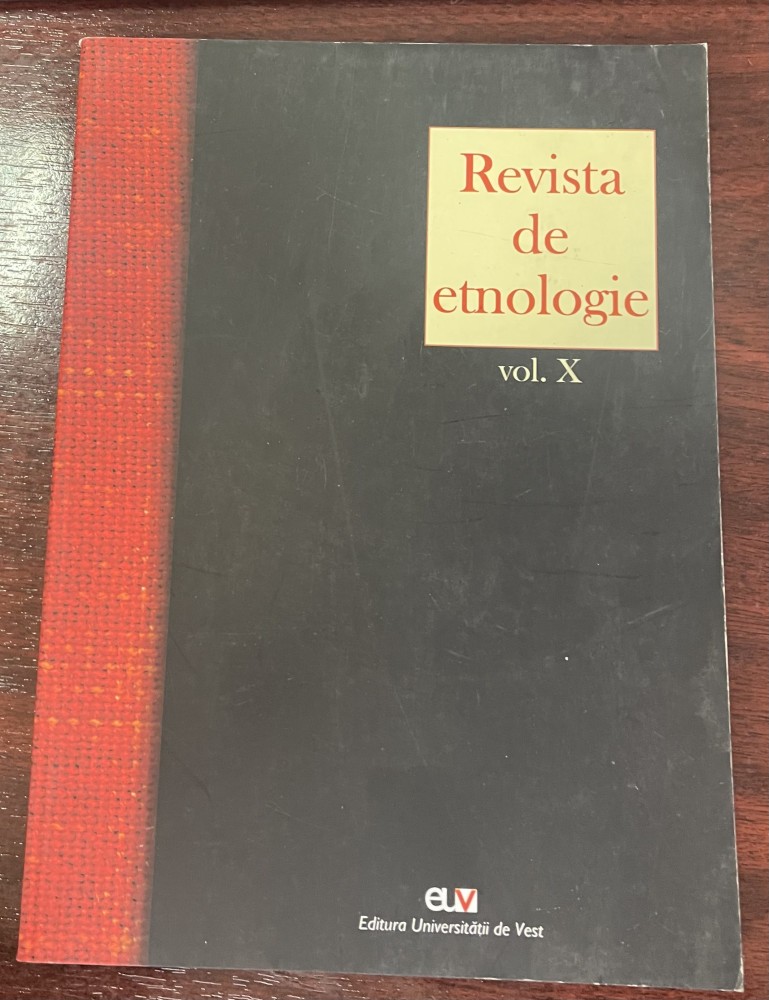 Revista
de
etnologie
vol. X
euv
Editura Universității de Vest